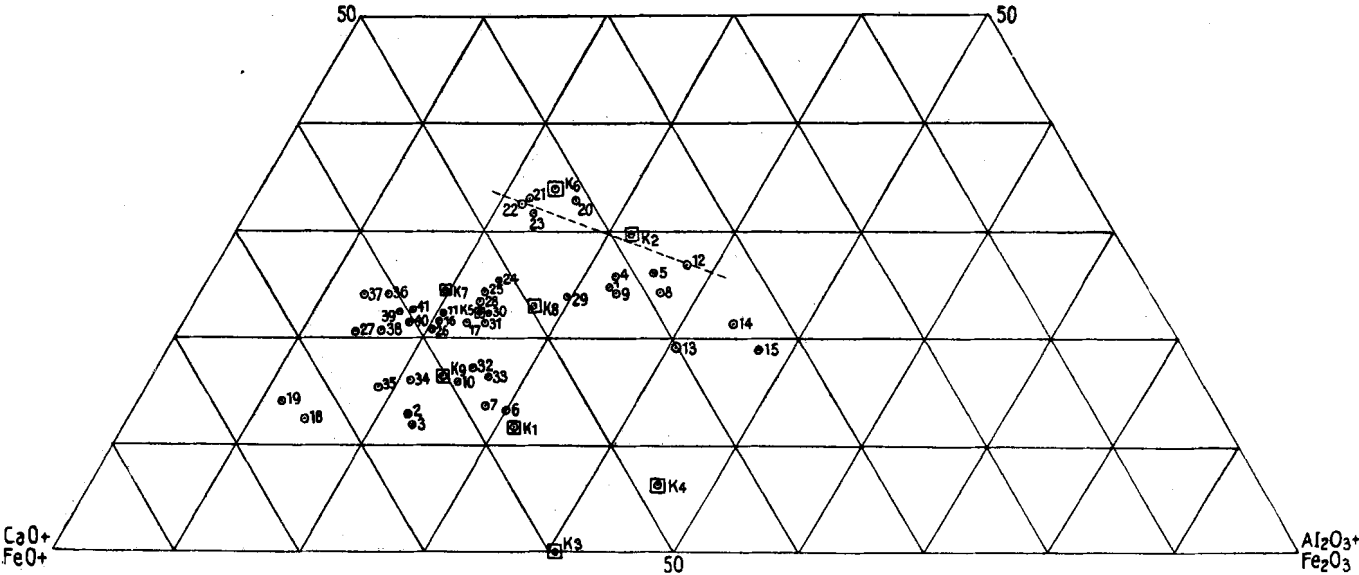 50 50
21 K6
22 23 20
K2
12
24 4 5
37 36 K7 25 1 9 8
28 29
41 11 K5 30 K8
39 40 16 17 31 14
27 38 26
13 15
K9 32
35 34 10 33
19
18 2 7 6
3 K1
K4
CaO+ K3 Al2O3+
FeO+ 50 Fe2O3